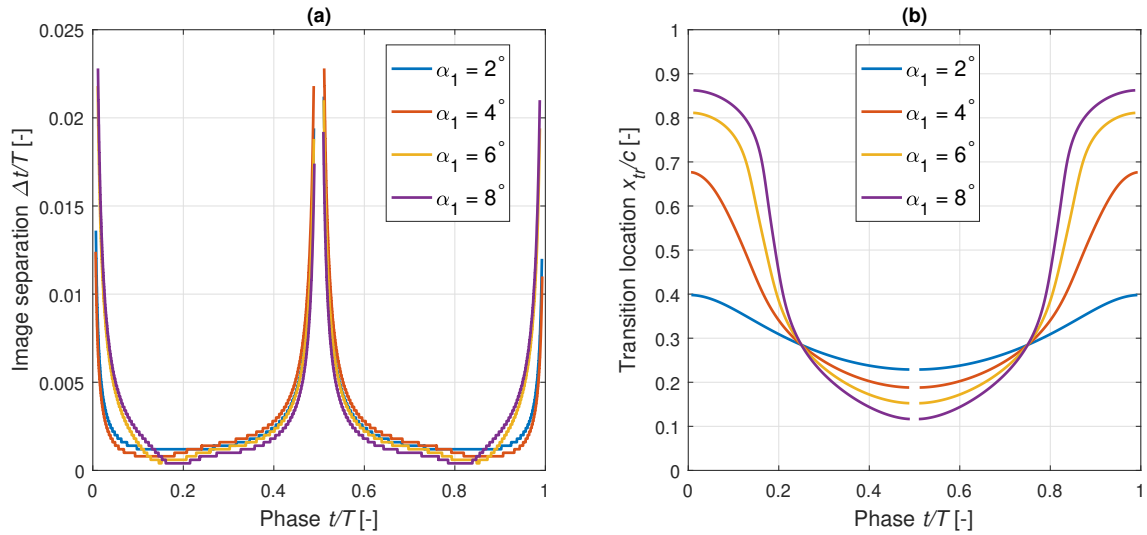 (a)
Image separation Δt/T [-]
0.025
0.02
0.015
0.01
0.005
0
α₁ = 2°
α₁ = 4°
α₁ = 6°
α₁ = 8°
0 0.2 0.4 0.6 0.8 1
Phase t/T [-]
(b)
Transition location xₜᵣ/c [-]
1
0.9
0.8
0.7
0.6
0.5
0.4
0.3
0.2
0.1
0
α₁ = 2°
α₁ = 4°
α₁ = 6°
α₁ = 8°
0 0.2 0.4 0.6 0.8 1
Phase t/T [-]